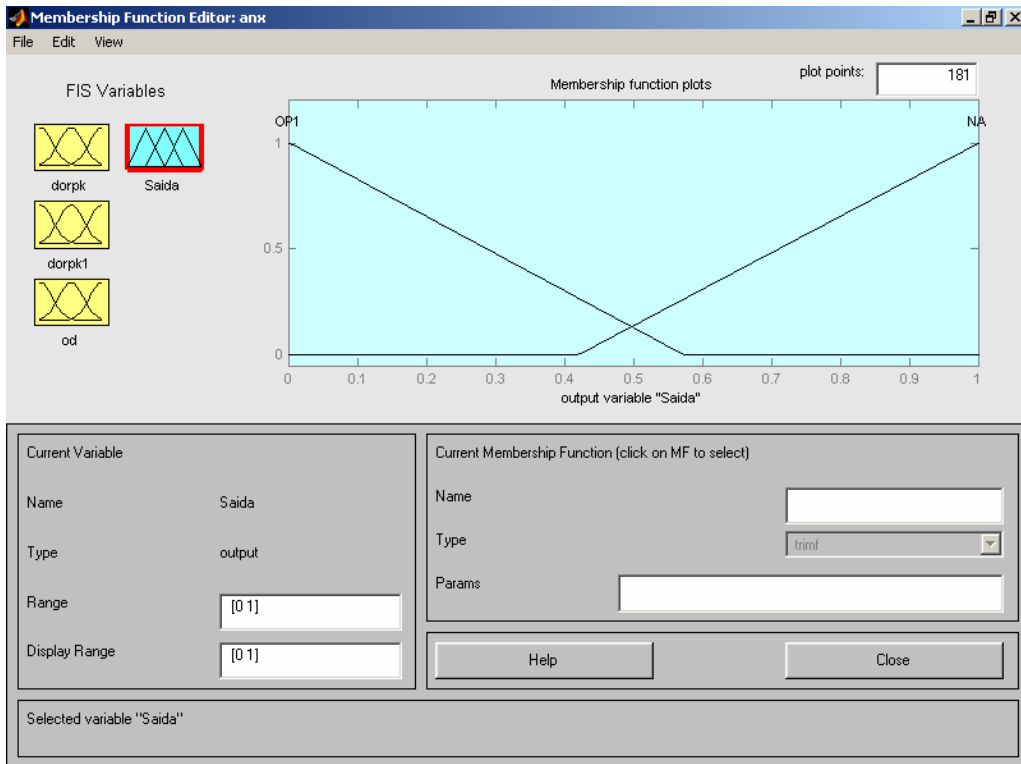 Membership Function Editor: anx
File Edit View
FIS Variables
dorpk
Saida
dorpk1
od
Membership function plots
plot points:
181
OP1
NA
1
0.5
0
0 0.1 0.2 0.3 0.4 0.5 0.6 0.7 0.8 0.9 1
output variable "Saida"
Current Variable
Name Saida
Type output
Range [0 1]
Display Range [0 1]
Current Membership Function (click on MF to select)
Name
Type trimf
Params
Help
Close
Selected variable "Saida"